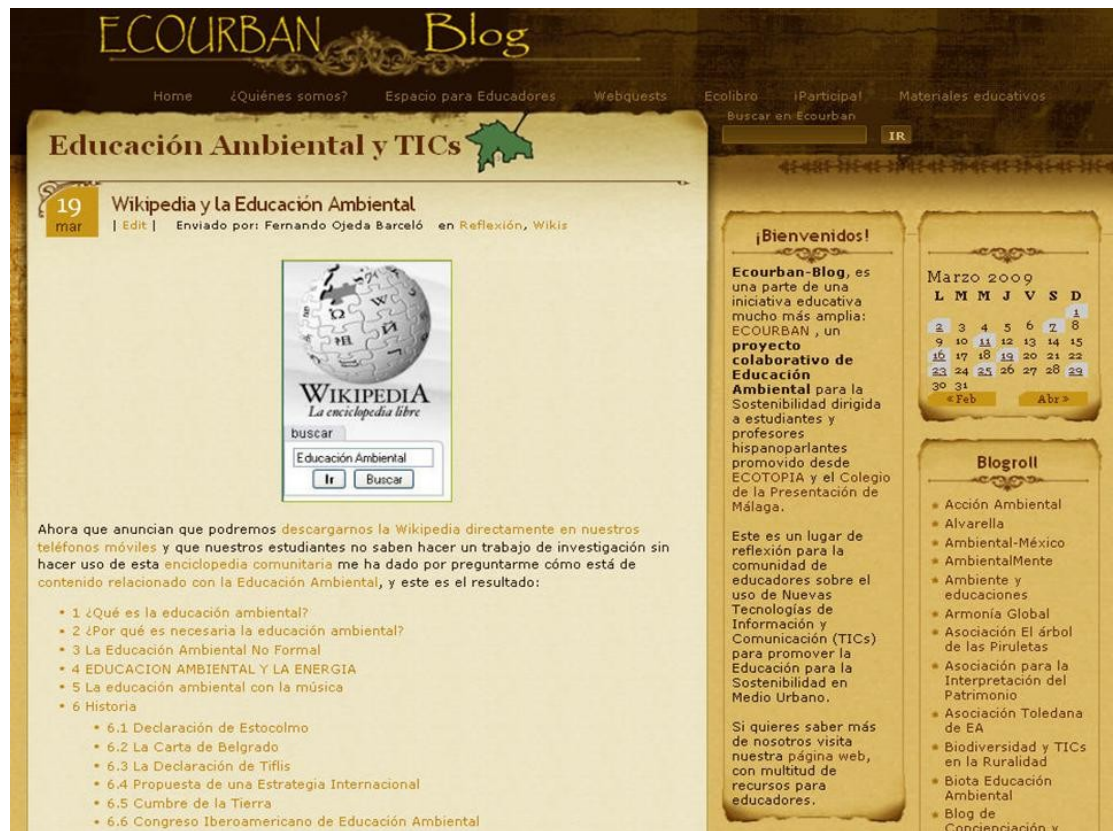 ECOURBAN Blog
Home ¿Quiénes somos? Espacio para Educadores Webquests Ecolibro ¡Participa! Materiales educativos
Buscar en Ecourban
IR
Educación Ambiental y TICs
19
mar
Wikipedia y la Educación Ambiental
| Edit | Enviado por: Fernando Ojeda Barceló en Reflexión, Wikis
WIKIPEDIA
La enciclopedia libre
buscar
Educación Ambiental
Ir Buscar
Ahora que anuncian que podremos descargarnos la Wikipedia directamente en nuestros
teléfonos móviles y que nuestros estudiantes no saben hacer un trabajo de investigación sin
hacer uso de esta enciclopedia comunitaria me ha dado por preguntarme cómo está de
contenido relacionado con la Educación Ambiental, y este es el resultado:
• 1 ¿Qué es la educación ambiental?
• 2 ¿Por qué es necesaria la educación ambiental?
• 3 La Educación Ambiental No Formal
• 4 EDUCACION AMBIENTAL Y LA ENERGIA
• 5 La educación ambiental con la música
• 6 Historia
• 6.1 Declaración de Estocolmo
• 6.2 La Carta de Belgrado
• 6.3 La Declaración de Tiflis
• 6.4 Propuesta de una Estrategia Internacional
• 6.5 Cumbre de la Tierra
• 6.6 Congreso Iberoamericano de Educación Ambiental
¡Bienvenidos!
Ecourban-Blog, es
una parte de una
iniciativa educativa
mucho más amplia:
ECOURBAN , un
proyecto
colaborativo de
Educación
Ambiental para la
Sostenibilidad dirigida
a estudiantes y
profesores
hispanoparlantes
promovido desde
ECOTOPIA y el Colegio
de la Presentación de
Málaga.
Este es un lugar de
reflexión para la
comunidad de
educadores sobre el
uso de Nuevas
Tecnologías de
Información y
Comunicación (TICs)
para promover la
Educación para la
Sostenibilidad en
Medio Urbano.
Si quieres saber más
de nosotros visita
nuestra página web,
con multitud de
recursos para
educadores.
Marzo 2009
L M M J V S D
1
2 3 4 5 6 7 8
9 10 11 12 13 14 15
16 17 18 19 20 21 22
23 24 25 26 27 28 29
30 31
« Feb Abr »
Blogroll
Acción Ambiental
Alvarella
Ambiental-México
AmbientalMente
Ambiente y
educaciones
Armonía Global
Asociación El árbol
de las Piruletas
Asociación para la
Interpretación del
Patrimonio
Asociación Toledana
de EA
Biodiversidad y TICs
en la Ruralidad
Biota Educación
Ambiental
Blog de
Concienciación y